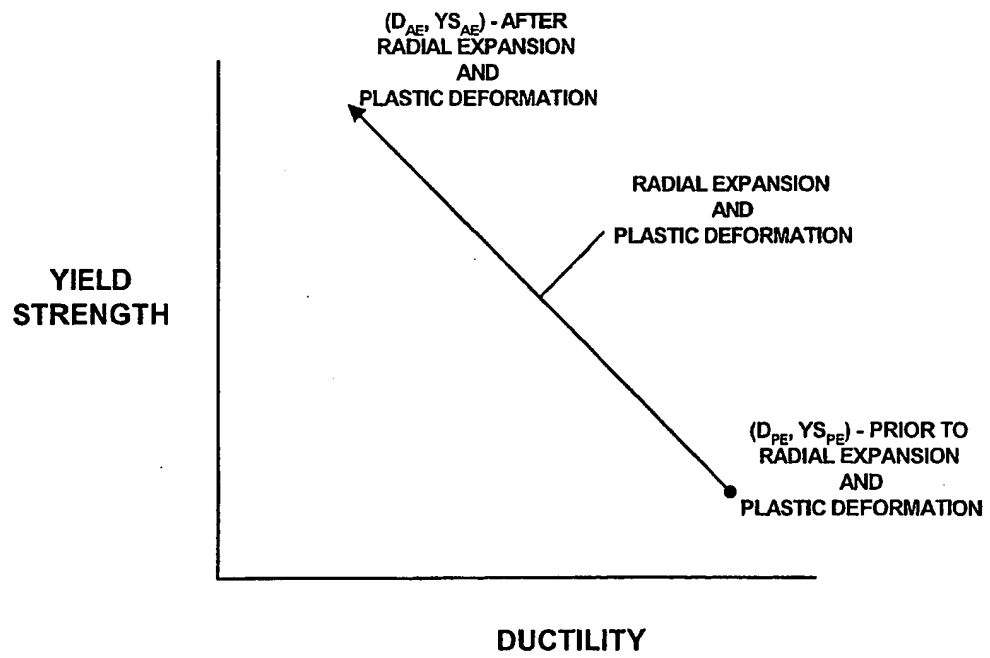 (D_AE, YS_AE) - AFTER
RADIAL EXPANSION
AND
PLASTIC DEFORMATION
RADIAL EXPANSION
AND
PLASTIC DEFORMATION
YIELD
STRENGTH
(D_PE, YS_PE) - PRIOR TO
RADIAL EXPANSION
AND
PLASTIC DEFORMATION
DUCTILITY